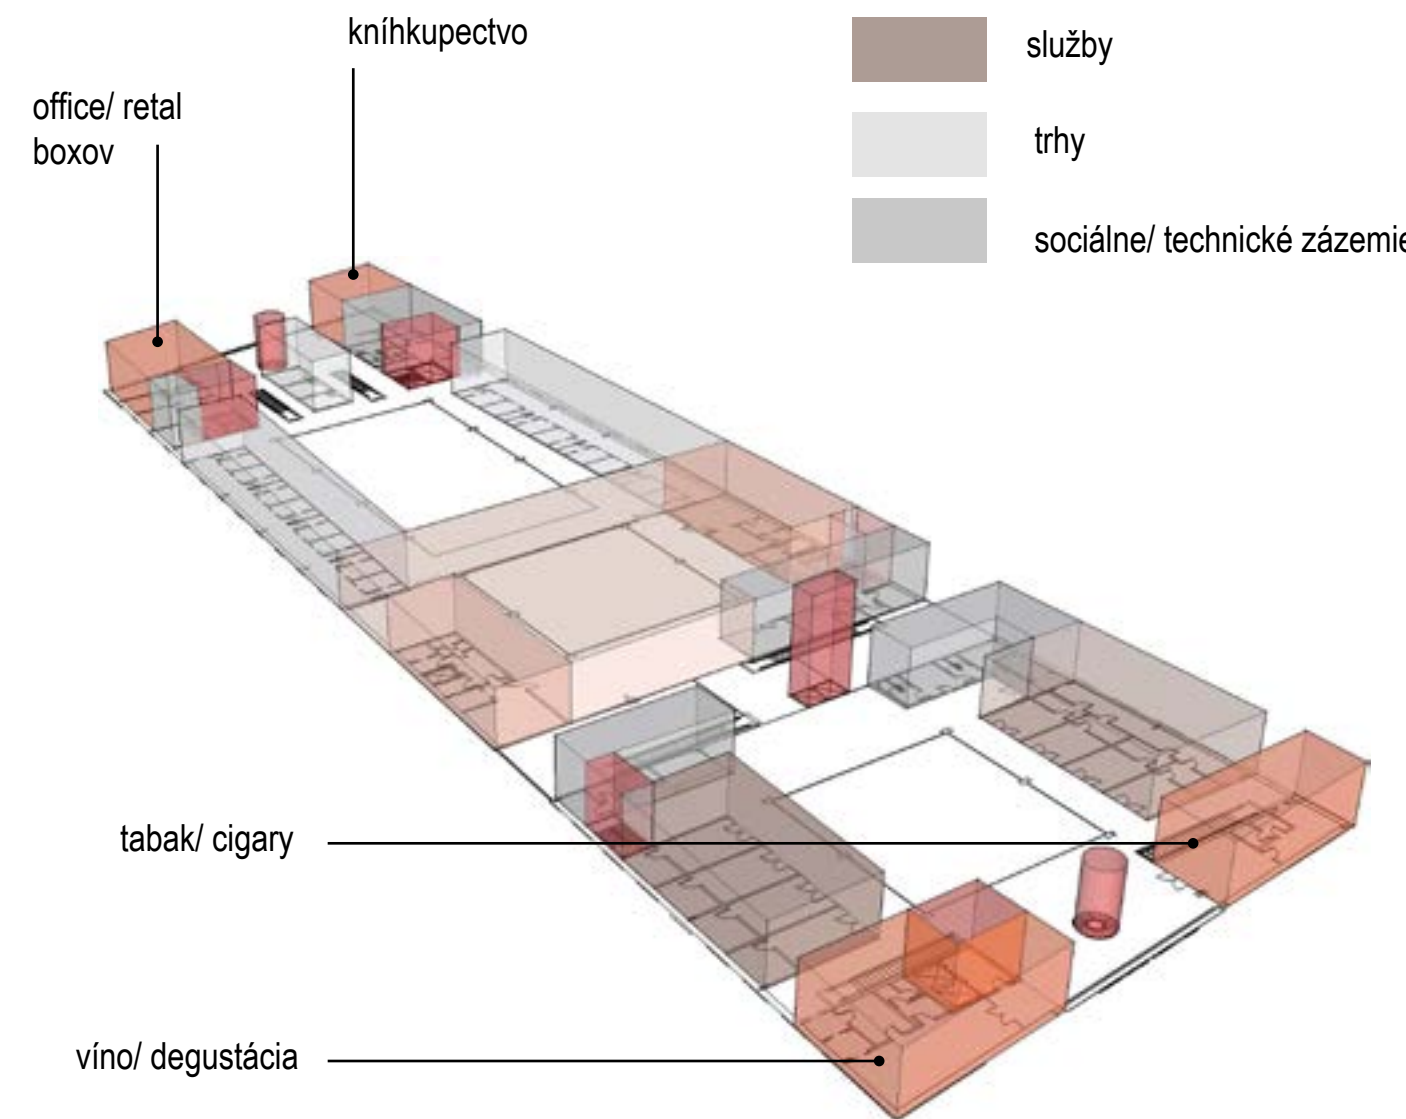 kníhkupectvo
office/ retal
boxov
služby
trhy
sociálne/ technické zázemie
tabak/ cigary
víno/ degustácia